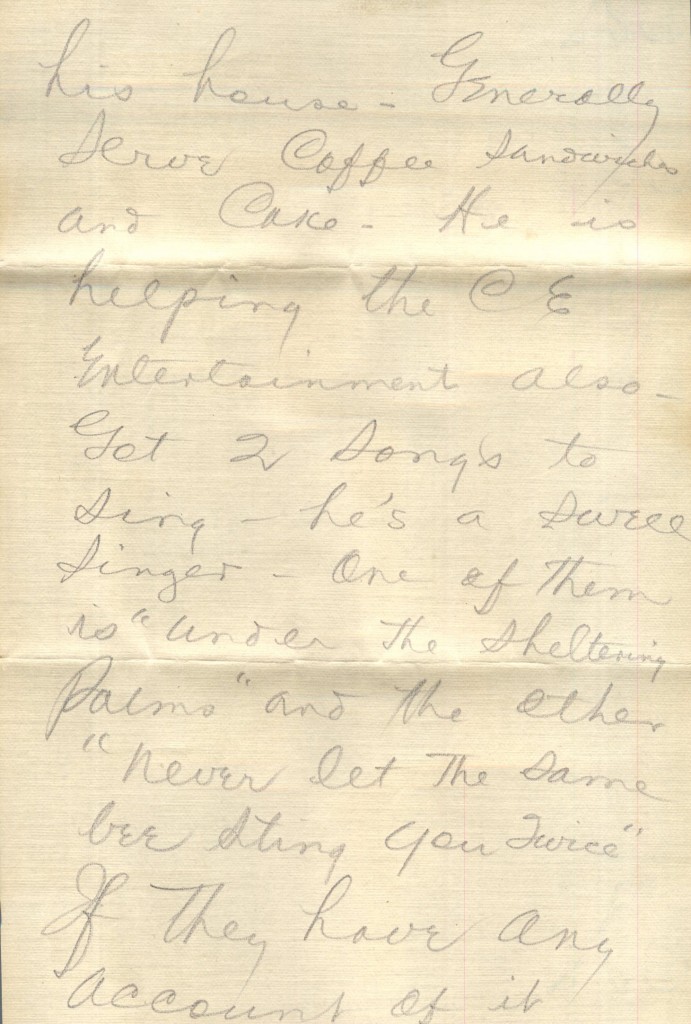 his house - Generally
Serve Coffee Sandwiches
and Cake - He is
helping the C E
Entertainment also -
Got 2 Songs to
Sing - he's a Swell
Singer - One of them
is "under the Sheltering
Palms" and the other
"Never let the Same
bee Sting you Twice"
If they have any
account of it